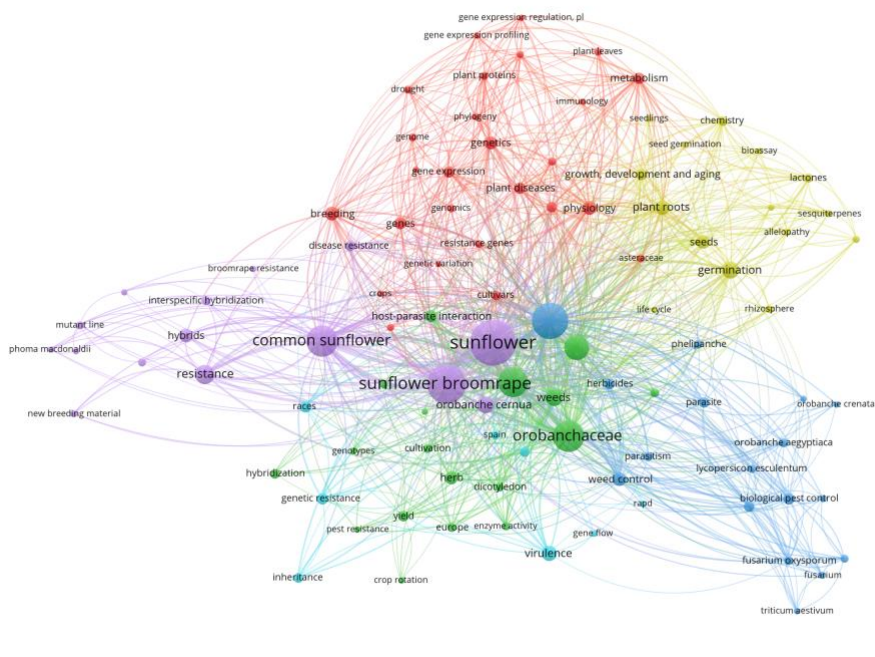 gene expression regulation, pl
gene expression profiling
plant leaves
plant proteins
metabolism
drought
immunology
phylogeny
seedlings
chemistry
genome
genetics
seed germination
bioassay
gene expression
growth, development and aging
lactones
plant diseases
genomics
physiology
plant roots
breeding
sesquiterpenes
genes
allelopathy
disease resistance
resistance genes
seeds
asteraceae
genetic variation
broomrape resistance
germination
crops
cultivars
interspecific hybridization
life cycle
rhizosphere
host-parasite interaction
mutant line
hybrids
common sunflower
sunflower
phelipanche
phoma macdonaldii
resistance
sunflower broomrape
herbicides
weeds
parasite
orobanche crenata
races
orobanche cernua
new breeding material
spain
orobanchaceae
orobanche aegyptiaca
cultivation
genotypes
parasitism
lycopersicon esculentum
hybridization
herb
weed control
dicotyledon
genetic resistance
biological pest control
rapd
yield
pest resistance
europe
enzyme activity
gene flow
virulence
fusarium oxysporum
inheritance
crop rotation
fusarium
triticum aestivum